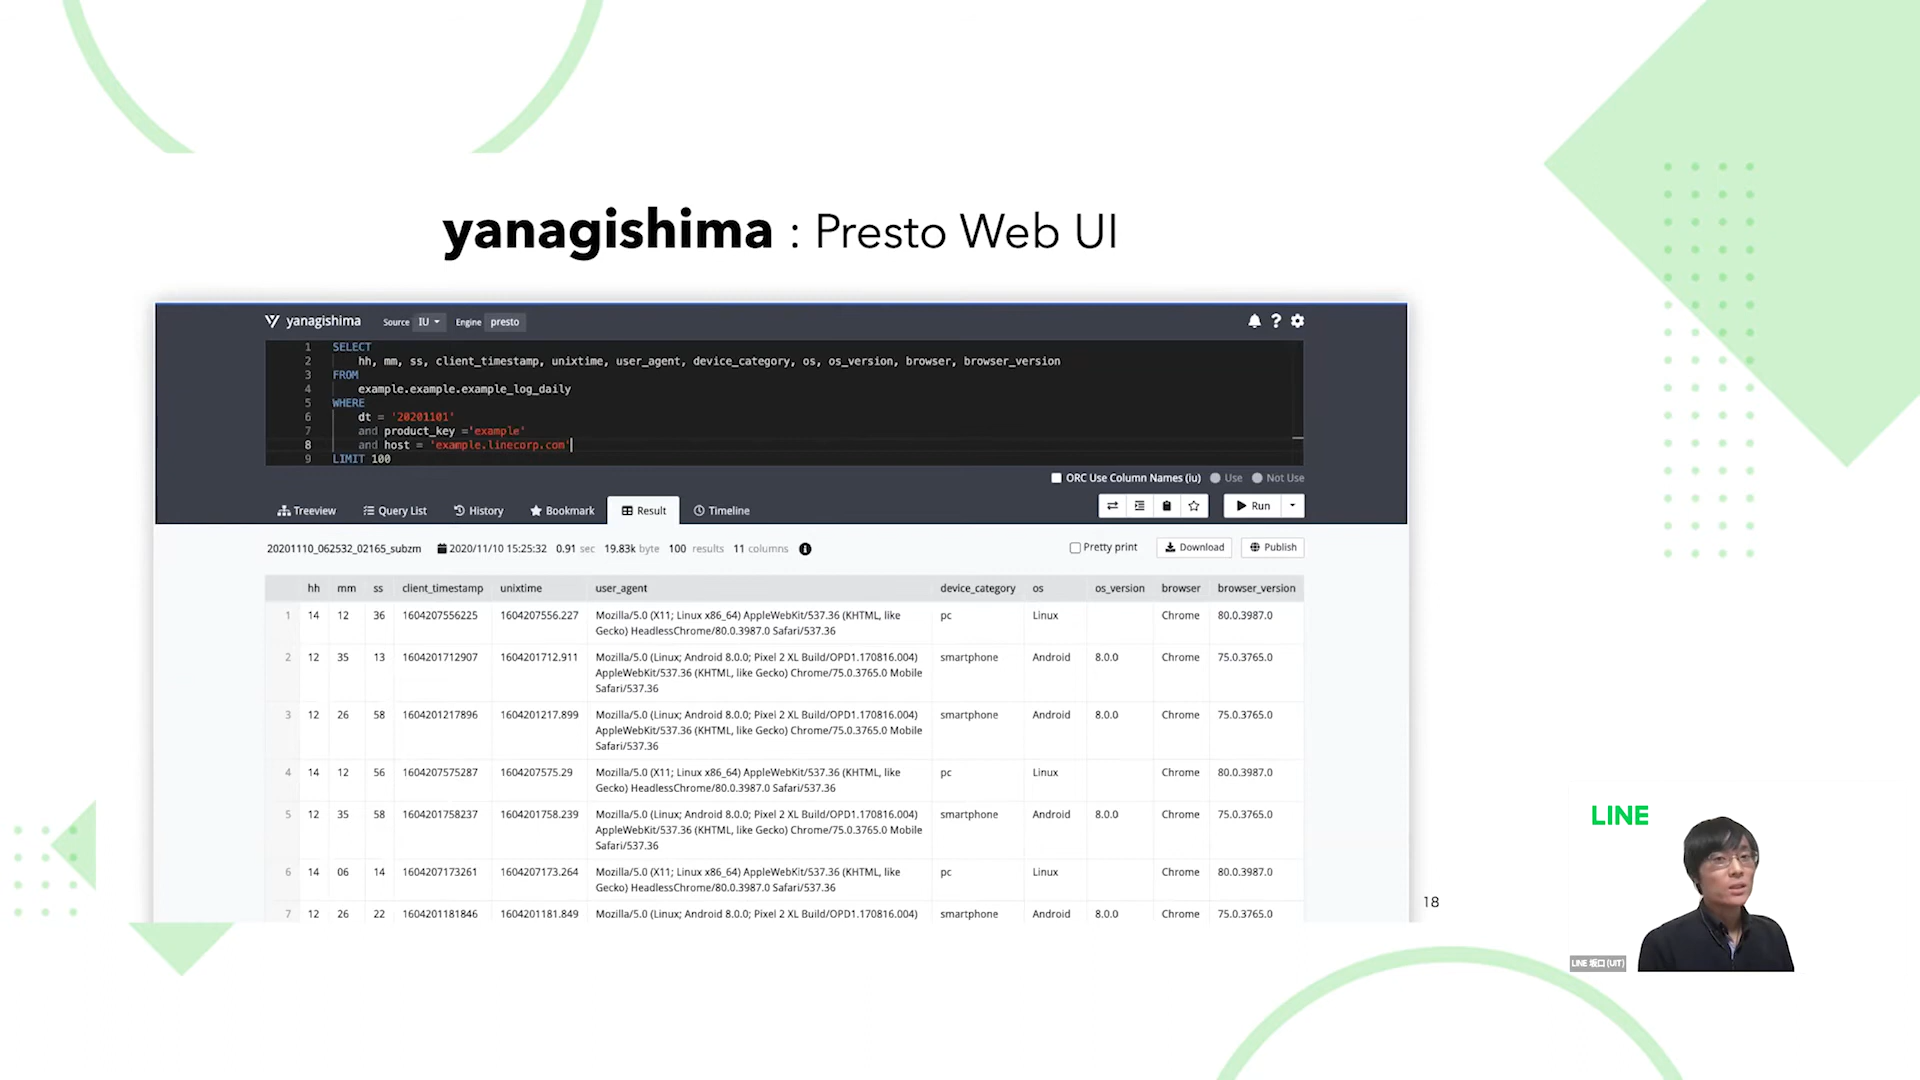 yanagishima : Presto Web UI
yanagishima Source IU Engine presto
1 SELECT
2 hh, mm, ss, client_timestamp, unixtime, user_agent, device_category, os, os_version, browser, browser_version
3 FROM
4 example.example.example_log_daily
5 WHERE
6 dt = '20201101'
7 and product_key ='example'
8 and host = 'example.linecorp.com'
9 LIMIT 100
ORC Use Column Names (iu) Use Not Use
Treeview Query List History Bookmark Result Timeline Run
20201110_062532_02165_subzm 2020/11/10 15:25:32 0.91 sec 19.83k byte 100 results 11 columns Pretty print Download Publish
hh mm ss client_timestamp unixtime user_agent device_category os os_version browser browser_version
1 14 12 36 1604207556225 1604207556.227 Mozilla/5.0 (X11; Linux x86_64) AppleWebKit/537.36 (KHTML, like pc Linux Chrome 80.0.3987.0
Gecko) HeadlessChrome/80.0.3987.0 Safari/537.36
2 12 35 13 1604201712907 1604201712.911 Mozilla/5.0 (Linux; Android 8.0.0; Pixel 2 XL Build/OPD1.170816.004) smartphone Android 8.0.0 Chrome 75.0.3765.0
AppleWebKit/537.36 (KHTML, like Gecko) Chrome/75.0.3765.0 Mobile
Safari/537.36
3 12 26 58 1604201217896 1604201217.899 Mozilla/5.0 (Linux; Android 8.0.0; Pixel 2 XL Build/OPD1.170816.004) smartphone Android 8.0.0 Chrome 75.0.3765.0
AppleWebKit/537.36 (KHTML, like Gecko) Chrome/75.0.3765.0 Mobile
Safari/537.36
4 14 12 56 1604207575287 1604207575.29 Mozilla/5.0 (X11; Linux x86_64) AppleWebKit/537.36 (KHTML, like pc Linux Chrome 80.0.3987.0
Gecko) HeadlessChrome/80.0.3987.0 Safari/537.36
5 12 35 58 1604201758237 1604201758.239 Mozilla/5.0 (Linux; Android 8.0.0; Pixel 2 XL Build/OPD1.170816.004) smartphone Android 8.0.0 Chrome 75.0.3765.0
AppleWebKit/537.36 (KHTML, like Gecko) Chrome/75.0.3765.0 Mobile
Safari/537.36
6 14 06 14 1604207173261 1604207173.264 Mozilla/5.0 (X11; Linux x86_64) AppleWebKit/537.36 (KHTML, like pc Linux Chrome 80.0.3987.0
Gecko) HeadlessChrome/80.0.3987.0 Safari/537.36
7 12 26 22 1604201181846 1604201181.849 Mozilla/5.0 (Linux; Android 8.0.0; Pixel 2 XL Build/OPD1.170816.004) smartphone Android 8.0.0 Chrome 75.0.3765.0
18
LINE
LINE 坂口 (UIT)